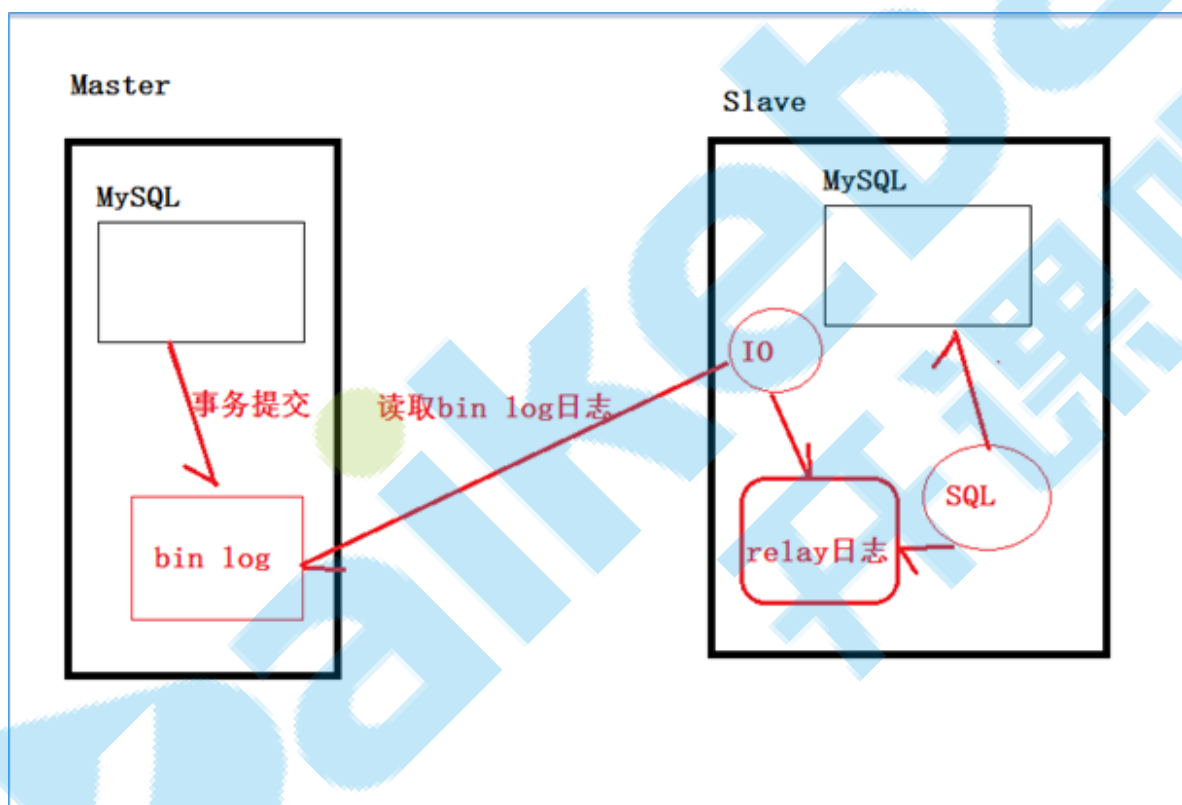 Master
Slave
MySQL
MySQL
IO
事务提交
读取bin log日志
SQL
bin log
relay日志